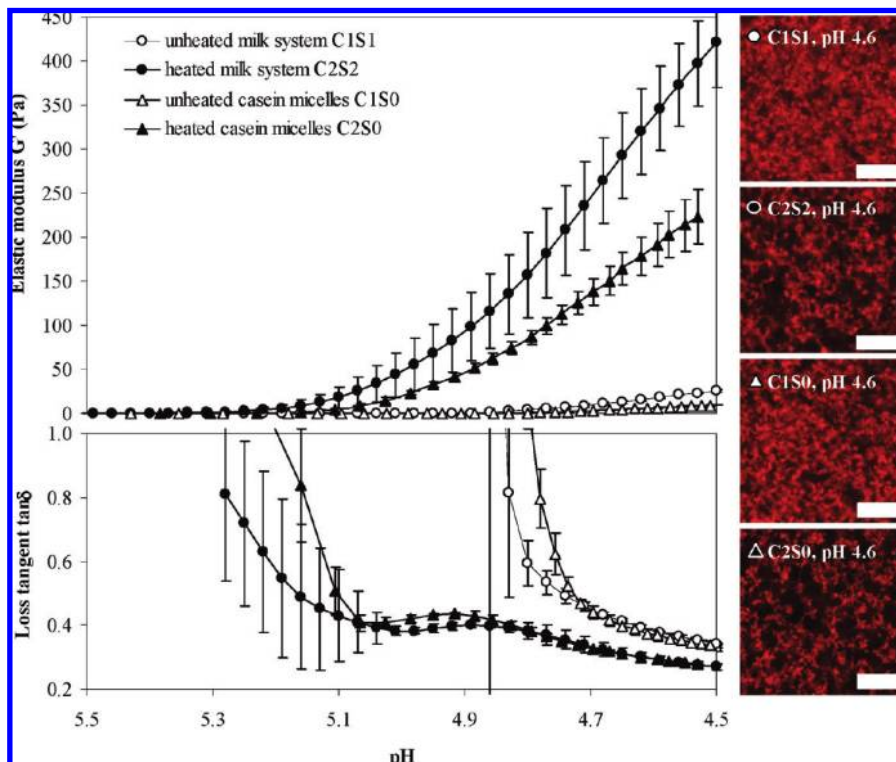 450
400
350
300
250
200
150
100
50
0
Elastic modulus G' (Pa)
unheated milk system C1S1
heated milk system C2S2
unheated casein micelles C1S0
heated casein micelles C2S0
1.0
0.8
0.6
0.4
0.2
Loss tangent tanδ
5.5 5.3 5.1 4.9 4.7 4.5
pH
C1S1, pH 4.6
C2S2, pH 4.6
C1S0, pH 4.6
C2S0, pH 4.6